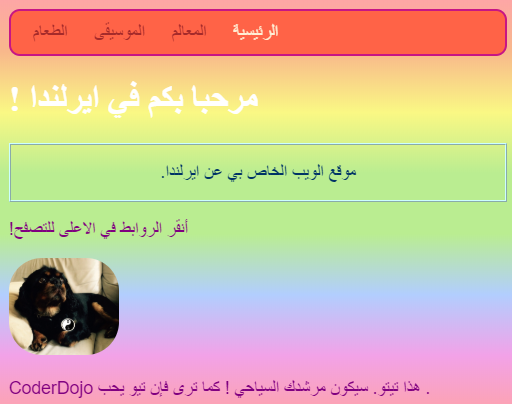 الرئيسية المعالم الموسيقى الطعام
مرحبا بكم في ايرلندا !
موقع الويب الخاص بي عن ايرلندا.
أنقر الروابط في الاعلى للتصفح!
هذا تيتو. سيكون مرشدك السياحي ! كما ترى فإن تيو يحب CoderDojo .